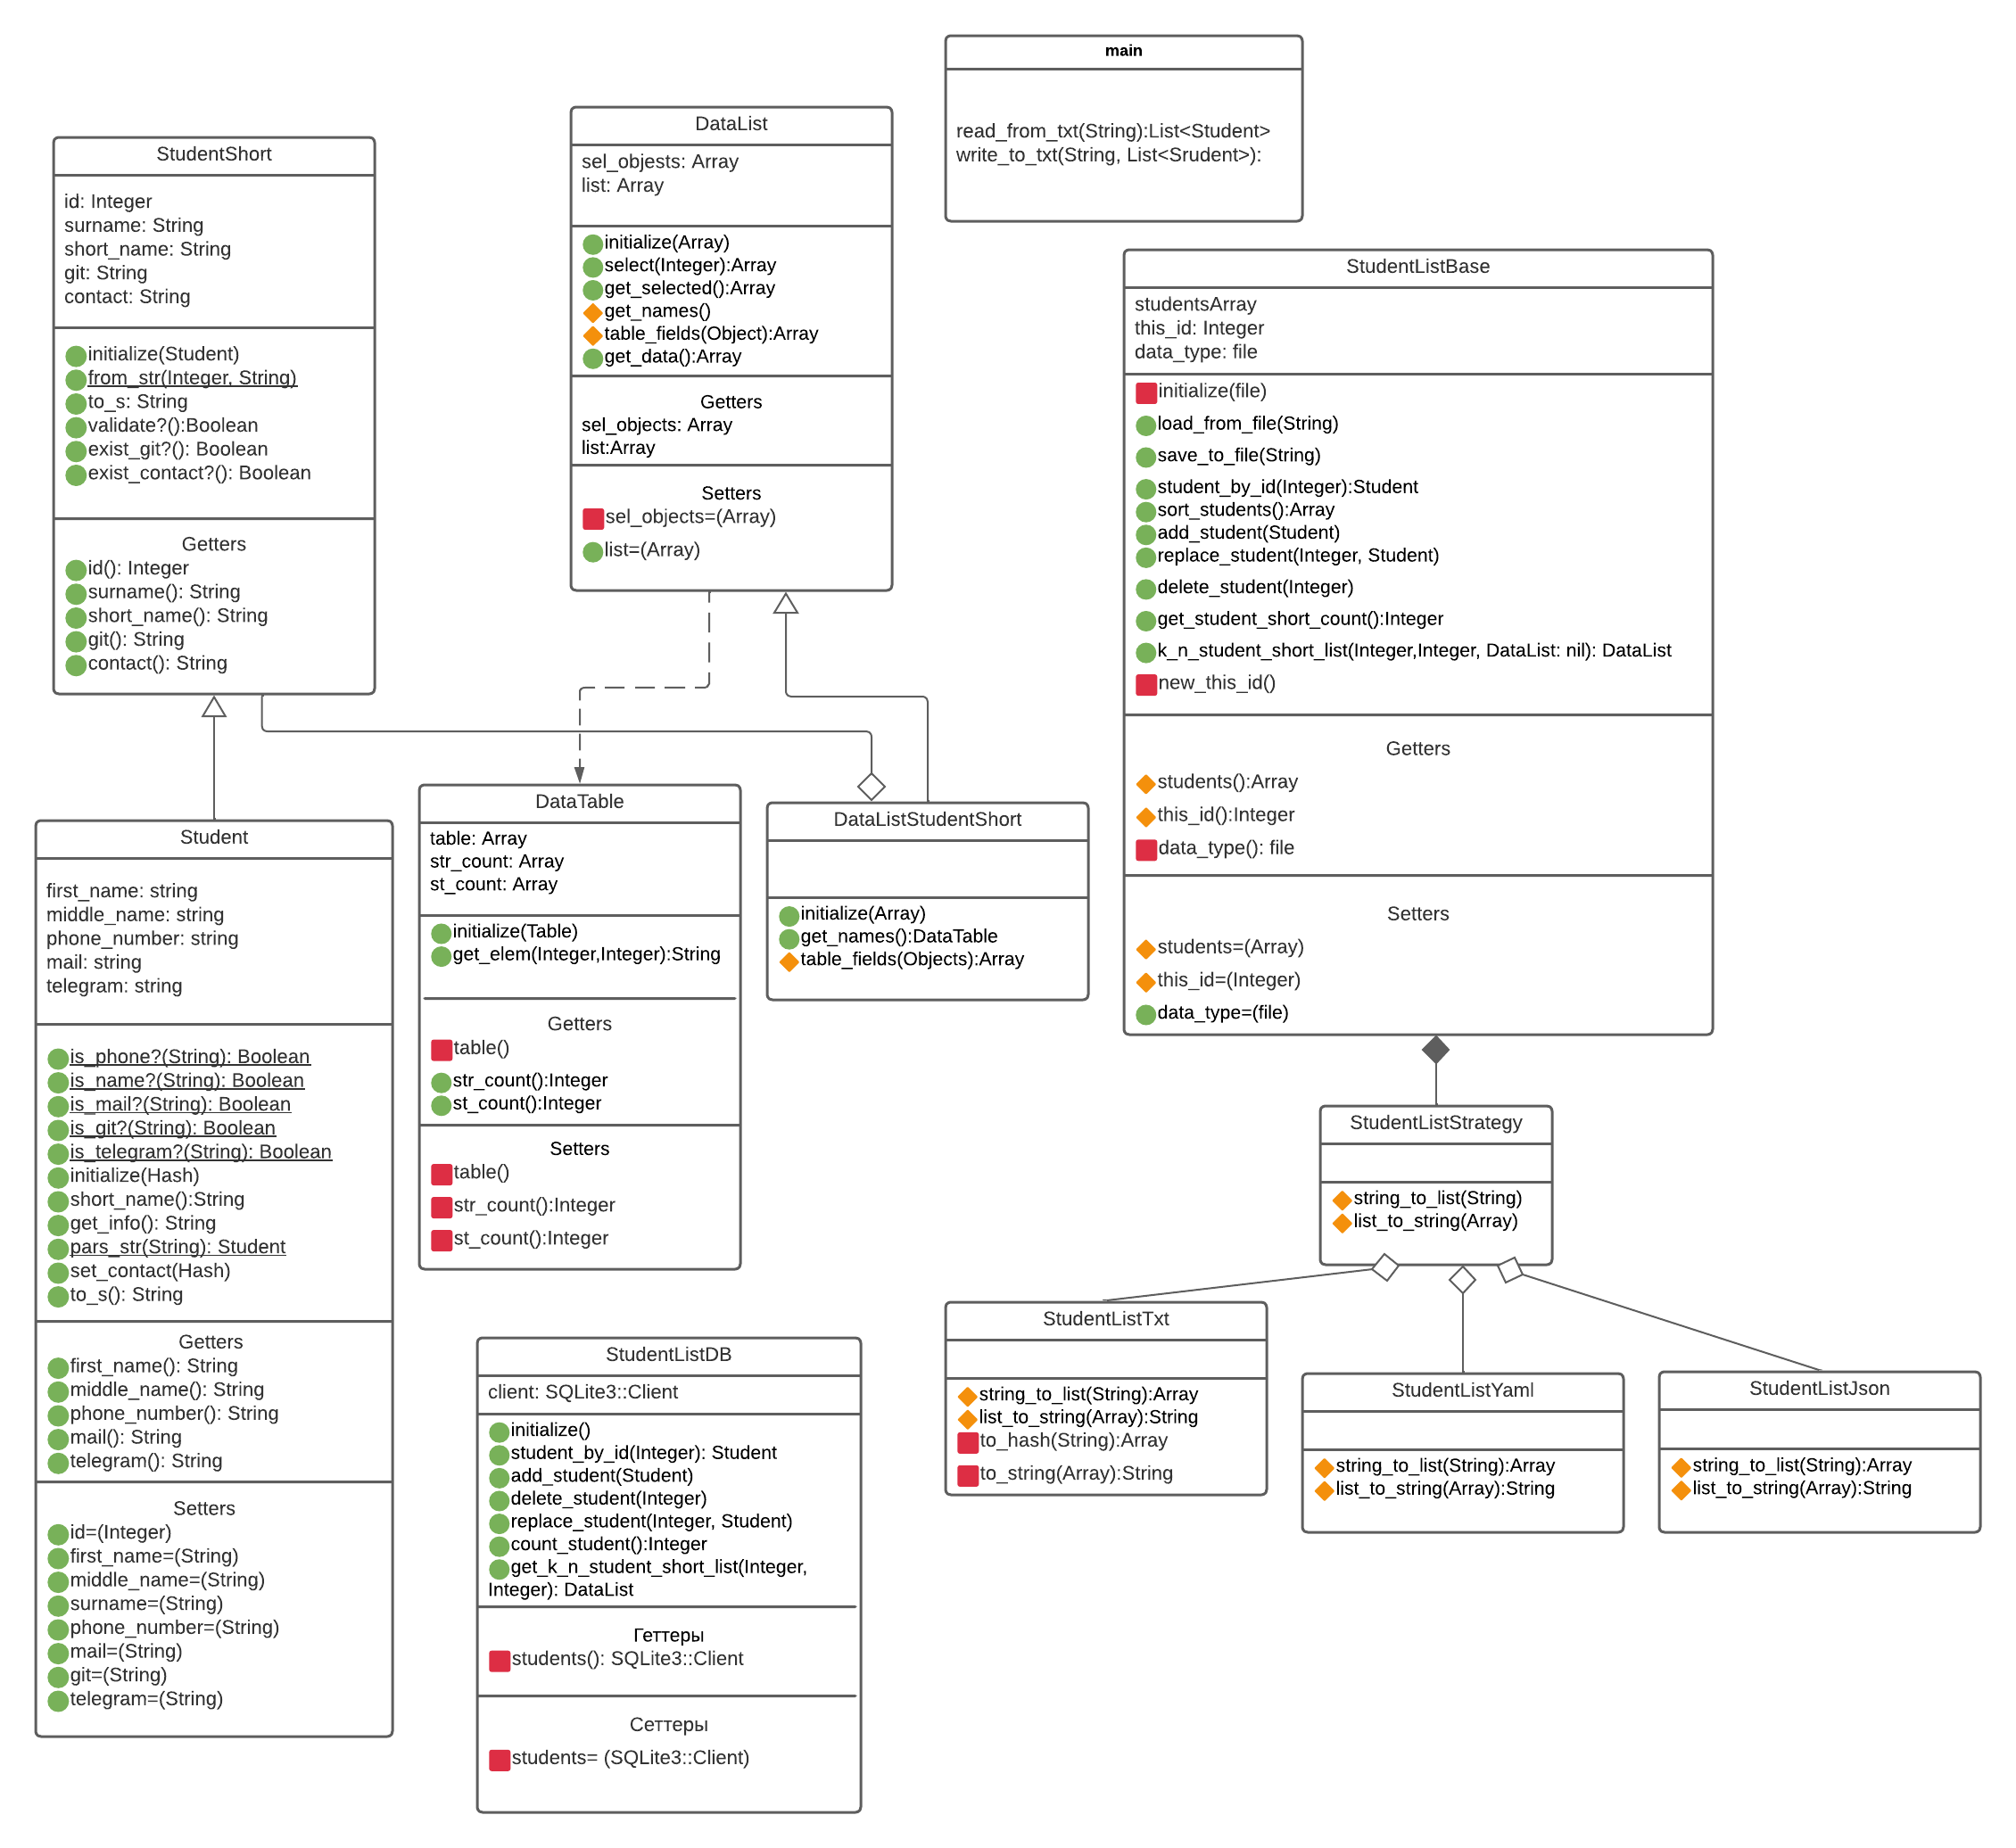 main
read_from_txt(String):List<Student>
write_to_txt(String, List<Srudent>):
DataList
sel_objests: Array
list: Array
initialize(Array)
select(Integer):Array
get_selected():Array
get_names()
table_fields(Object):Array
get_data():Array
Getters
sel_objects: Array
list:Array
Setters
sel_objects=(Array)
list=(Array)
StudentShort
id: Integer
surname: String
short_name: String
git: String
contact: String
initialize(Student)
from_str(Integer, String)
to_s: String
validate?():Boolean
exist_git?(): Boolean
exist_contact?(): Boolean
Getters
id(): Integer
surname(): String
short_name(): String
git(): String
contact(): String
StudentListBase
studentsArray
this_id: Integer
data_type: file
initialize(file)
load_from_file(String)
save_to_file(String)
student_by_id(Integer):Student
sort_students():Array
add_student(Student)
replace_student(Integer, Student)
delete_student(Integer)
get_student_short_count():Integer
k_n_student_short_list(Integer,Integer, DataList: nil): DataList
new_this_id()
Getters
students():Array
this_id():Integer
data_type(): file
Setters
students=(Array)
this_id=(Integer)
data_type=(file)
Student
first_name: string
middle_name: string
phone_number: string
mail: string
telegram: string
is_phone?(String): Boolean
is_name?(String): Boolean
is_mail?(String): Boolean
is_git?(String): Boolean
is_telegram?(String): Boolean
initialize(Hash)
short_name():String
get_info(): String
pars_str(String): Student
set_contact(Hash)
to_s(): String
Getters
first_name(): String
middle_name(): String
phone_number(): String
mail(): String
telegram(): String
Setters
id=(Integer)
first_name=(String)
middle_name=(String)
surname=(String)
phone_number=(String)
mail=(String)
git=(String)
telegram=(String)
DataTable
table: Array
str_count: Array
st_count: Array
initialize(Table)
get_elem(Integer,Integer):String
Getters
table()
str_count():Integer
st_count():Integer
Setters
table()
str_count():Integer
st_count():Integer
DataListStudentShort
initialize(Array)
get_names():DataTable
table_fields(Objects):Array
StudentListStrategy
string_to_list(String)
list_to_string(Array)
StudentListTxt
string_to_list(String):Array
list_to_string(Array):String
to_hash(String):Array
to_string(Array):String
StudentListYaml
string_to_list(String):Array
list_to_string(Array):String
StudentListJson
string_to_list(String):Array
list_to_string(Array):String
StudentListDB
client: SQLite3::Client
initialize()
student_by_id(Integer): Student
add_student(Student)
delete_student(Integer)
replace_student(Integer, Student)
count_student():Integer
get_k_n_student_short_list(Integer,
Integer): DataList
Геттеры
students(): SQLite3::Client
Сеттеры
students= (SQLite3::Client)